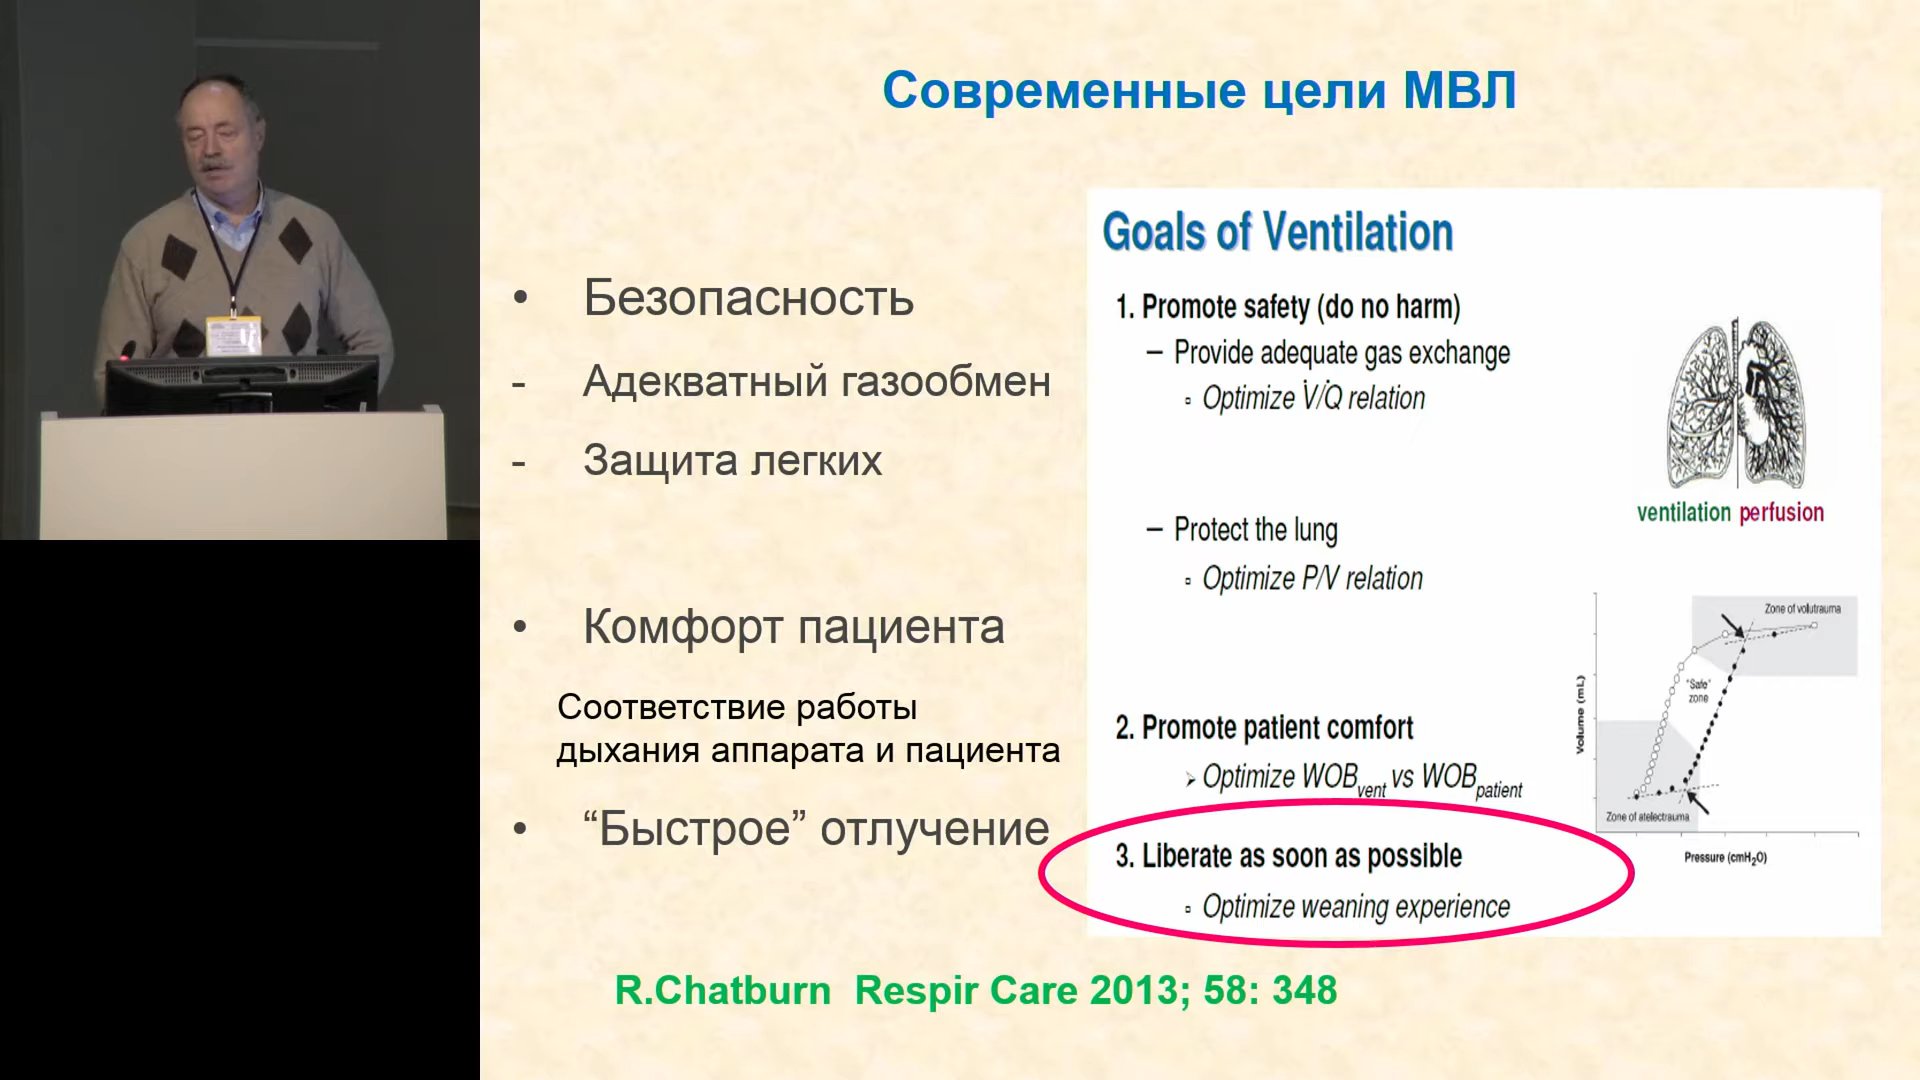 Современные цели МВЛ
• Безопасность
- Адекватный газообмен
- Защита легких
• Комфорт пациента
Соответствие работы
дыхания аппарата и пациента
• “Быстрое” отлучение
Goals of Ventilation
1. Promote safety (do no harm)
– Provide adequate gas exchange
▫ Optimize V̇/Q̇ relation
ventilation perfusion
– Protect the lung
▫ Optimize P/V relation
Zone of volutrauma
"Safe"
zone
Volume (mL)
Zone of atelectrauma
Pressure (cmH₂O)
2. Promote patient comfort
➢ Optimize WOBvent vs WOBpatient
3. Liberate as soon as possible
▫ Optimize weaning experience
R.Chatburn Respir Care 2013; 58: 348